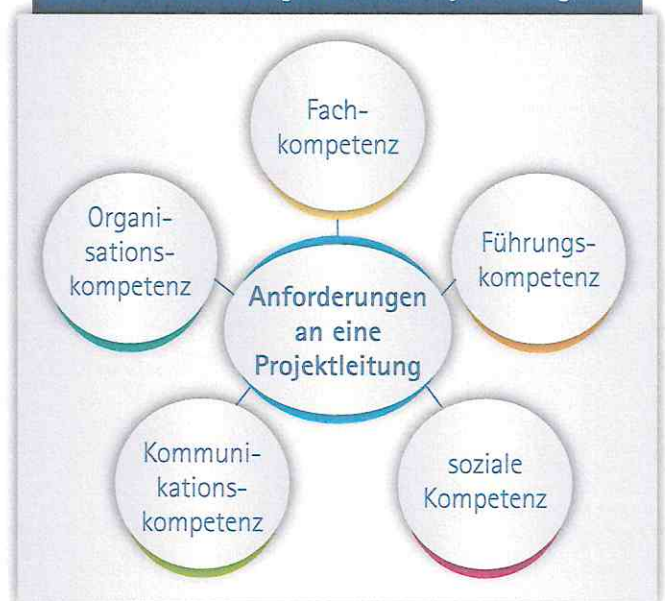 Fach-
kompetenz
Organi-
sations-
kompetenz
Führungs-
kompetenz
Anforderungen
an eine
Projektleitung
Kommuni-
kations-
kompetenz
soziale
Kompetenz